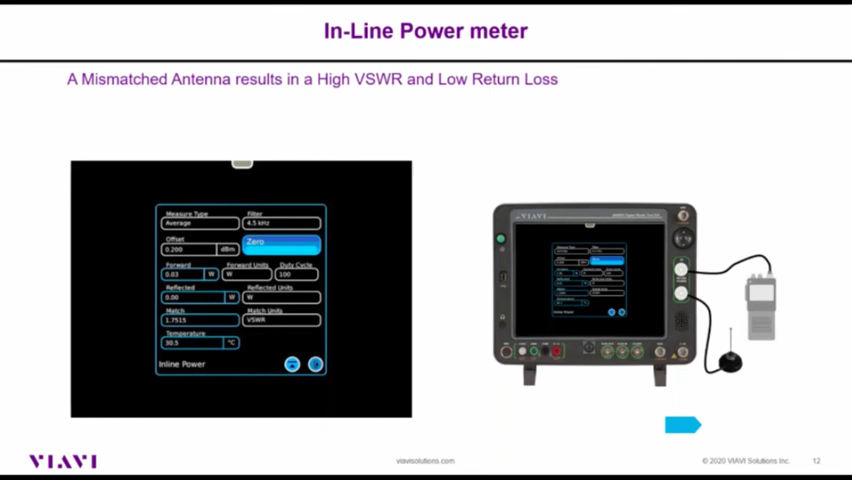 In-Line Power meter
A Mismatched Antenna results in a High VSWR and Low Return Loss
Measure Type
Filter
Average
4.5 kHz
Offset
Zero
0.200
dBm
Forward
Forward Units
Duty Cycle
0.03
W
W
100
Reflected
Reflected Units
0.00
W
W
Match
Match Units
1.7515
VSWR
Temperature
30.5
°C
Inline Power
VIAVI
Inline Power
VIAVI
viavisolutions.com
© 2020 VIAVI Solutions Inc.
12